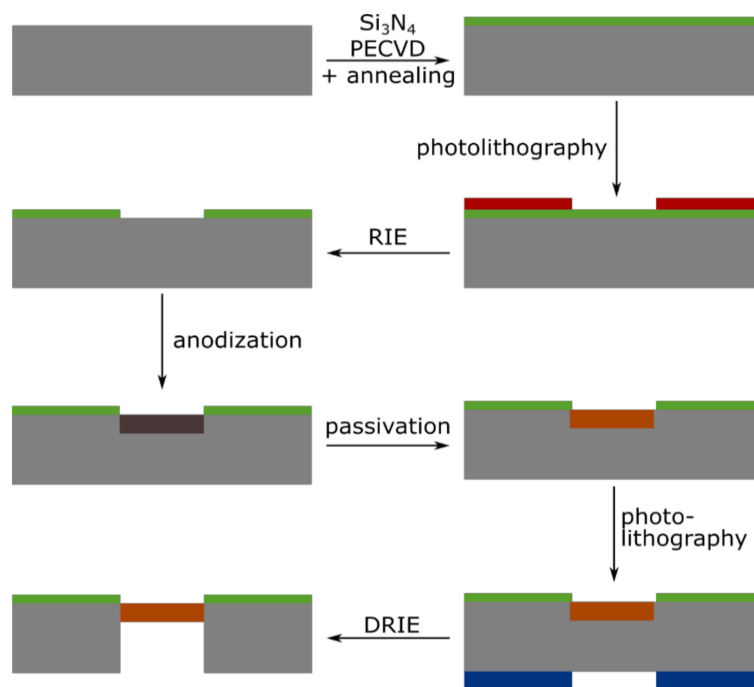 Si₃N₄
PECVD
+ annealing
photolithography
RIE
anodization
passivation
photo-
lithography
DRIE